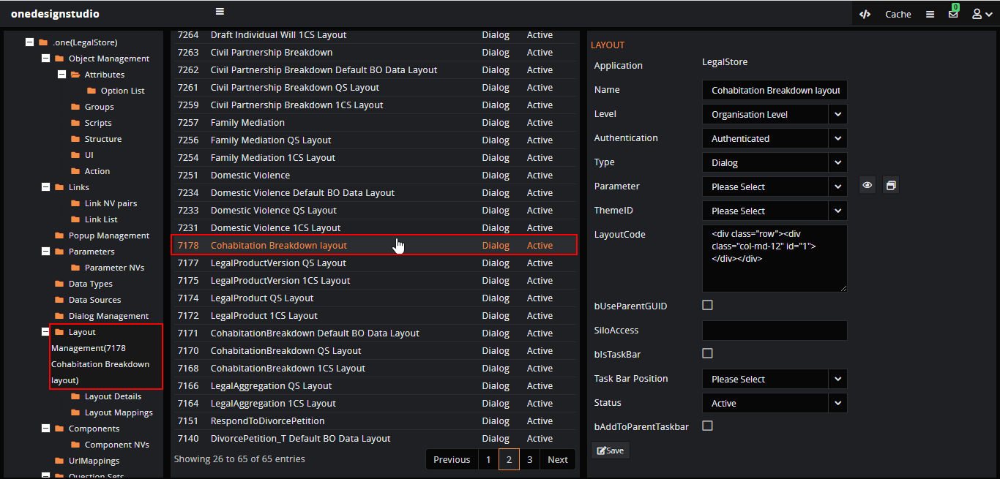 onedesignstudio
Cache
0
.one(LegalStore)
Object Management
Attributes
Option List
Groups
Scripts
Structure
UI
Action
Links
Link NV pairs
Link List
Popup Management
Parameters
Parameter NVs
Data Types
Data Sources
Dialog Management
Layout
Management(7178
Cohabitation Breakdown
layout)
Layout Details
Layout Mappings
Components
Component NVs
UrlMappings
Question Sets
7264 Draft Individual Will 1CS Layout Dialog Active
7263 Civil Partnership Breakdown Dialog Active
7262 Civil Partnership Breakdown Default BO Data Layout Dialog Active
7261 Civil Partnership Breakdown QS Layout Dialog Active
7259 Civil Partnership Breakdown 1CS Layout Dialog Active
7257 Family Mediation Dialog Active
7256 Family Mediation QS Layout Dialog Active
7254 Family Mediation 1CS Layout Dialog Active
7251 Domestic Violence Dialog Active
7234 Domestic Violence Default BO Data Layout Dialog Active
7233 Domestic Violence QS Layout Dialog Active
7231 Domestic Violence 1CS Layout Dialog Active
7178 Cohabitation Breakdown layout Dialog Active
7177 LegalProductVersion QS Layout Dialog Active
7175 LegalProductVersion 1CS Layout Dialog Active
7174 LegalProduct QS Layout Dialog Active
7172 LegalProduct 1CS Layout Dialog Active
7171 CohabitationBreakdown Default BO Data Layout Dialog Active
7170 CohabitationBreakdown QS Layout Dialog Active
7168 CohabitationBreakdown 1CS Layout Dialog Active
7166 LegalAggregation QS Layout Dialog Active
7164 LegalAggregation 1CS Layout Dialog Active
7151 RespondToDivorcePetition Dialog Active
7140 DivorcePetition_T Default BO Data Layout Dialog Active
Showing 26 to 65 of 65 entries
Previous 1 2 3 Next
LAYOUT
Application LegalStore
Name Cohabitation Breakdown layout
Level Organisation Level
Authentication Authenticated
Type Dialog
Parameter Please Select
ThemeID Please Select
LayoutCode <div class="row"><div
class="col-md-12" id="1">
</div></div>
bUseParentGUID
SiloAccess
bIsTaskBar
Task Bar Position Please Select
Status Active
bAddToParentTaskbar
Save